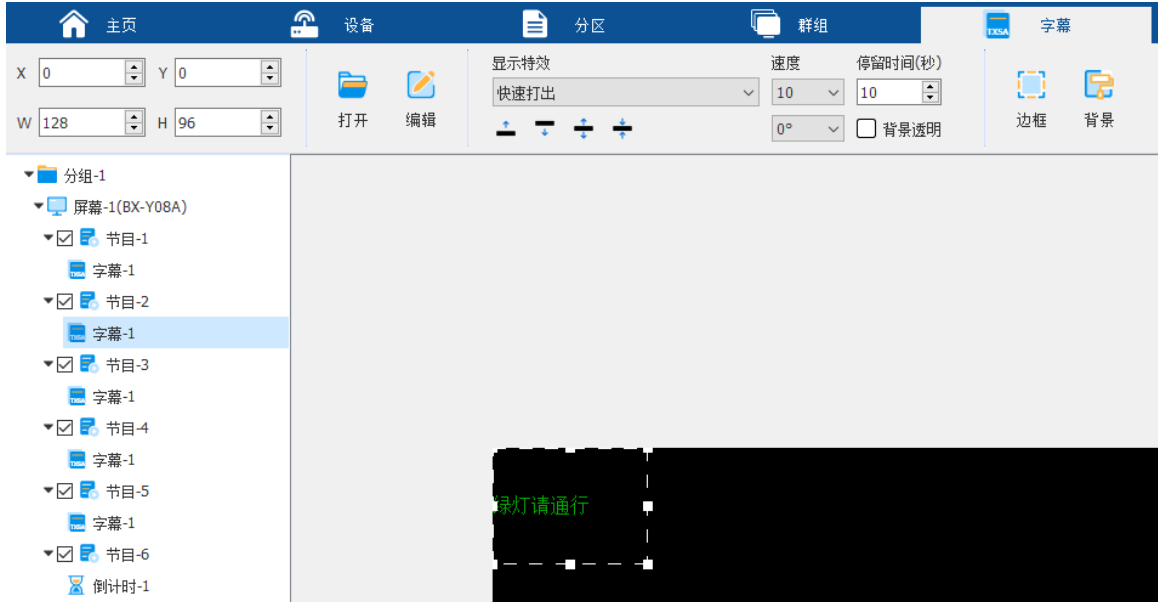 主页 设备 分区 群组 TXSA 字幕
X 0 Y 0 显示特效 速度 停留时间(秒)
快速打出 10 10
W 128 H 96 打开 编辑 0° 背景透明 边框 背景
分组-1
屏幕-1(BX-Y08A)
节目-1
TXSA 字幕-1
节目-2
TXSA 字幕-1
节目-3
TXSA 字幕-1
节目-4
TXSA 字幕-1
节目-5
TXSA 字幕-1
节目-6
倒计时-1
绿灯请通行